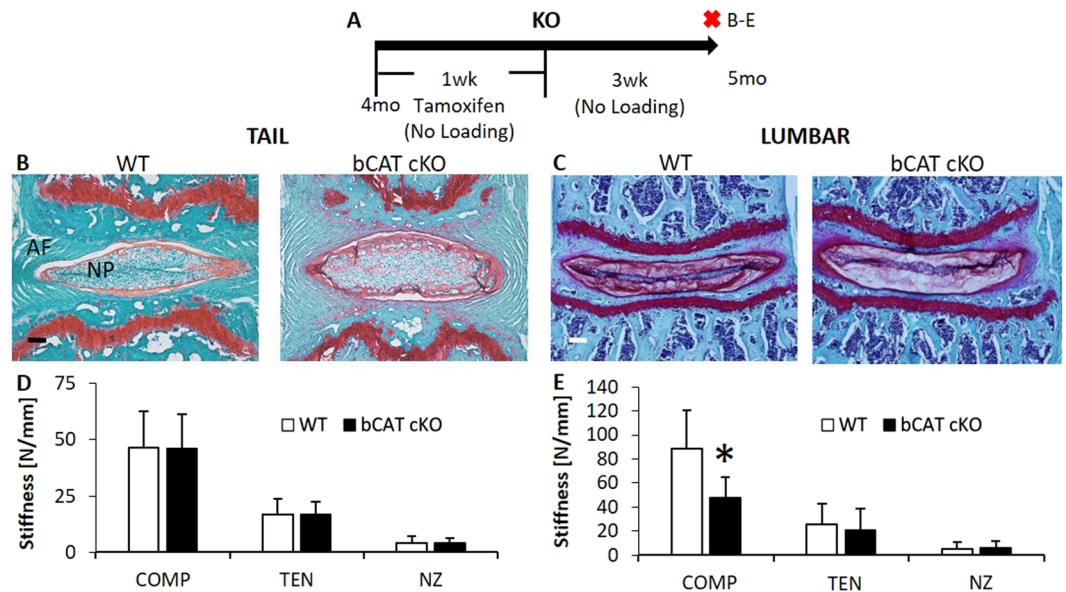 A KO B-E
1wk 3wk 5mo
4mo Tamoxifen (No Loading)
(No Loading)
TAIL LUMBAR
B WT bCAT cKO C WT bCAT cKO
AF
NP
D E
75 140
120
50 100
80
25 60
40
20
0 0
Stiffness [N/mm] Stiffness [N/mm]
WT bCAT cKO WT bCAT cKO
*
COMP TEN NZ COMP TEN NZ